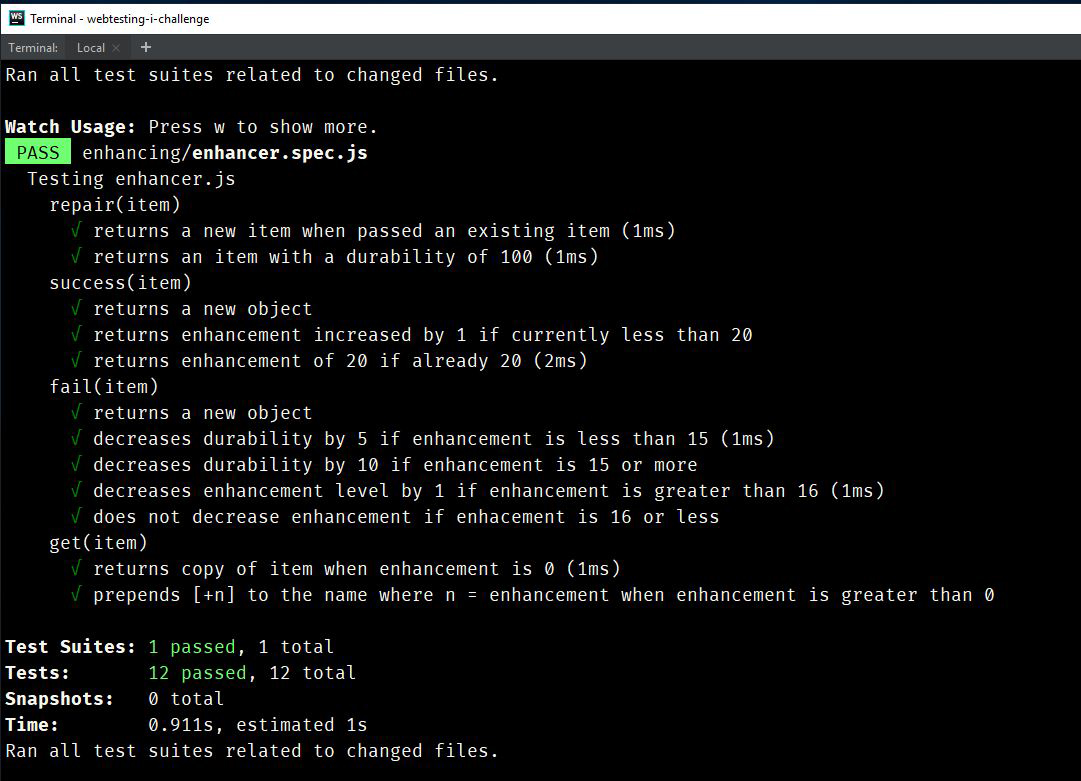 WS Terminal - webtesting-i-challenge
Terminal: Local × +
Ran all test suites related to changed files.
Watch Usage: Press w to show more.
PASS enhancing/enhancer.spec.js
Testing enhancer.js
repair(item)
√ returns a new item when passed an existing item (1ms)
√ returns an item with a durability of 100 (1ms)
success(item)
√ returns a new object
√ returns enhancement increased by 1 if currently less than 20
√ returns enhancement of 20 if already 20 (2ms)
fail(item)
√ returns a new object
√ decreases durability by 5 if enhancement is less than 15 (1ms)
√ decreases durability by 10 if enhancement is 15 or more
√ decreases enhancement level by 1 if enhancement is greater than 16 (1ms)
√ does not decrease enhancement if enhacement is 16 or less
get(item)
√ returns copy of item when enhancement is 0 (1ms)
√ prepends [+n] to the name where n = enhancement when enhancement is greater than 0
Test Suites: 1 passed, 1 total
Tests: 12 passed, 12 total
Snapshots: 0 total
Time: 0.911s, estimated 1s
Ran all test suites related to changed files.